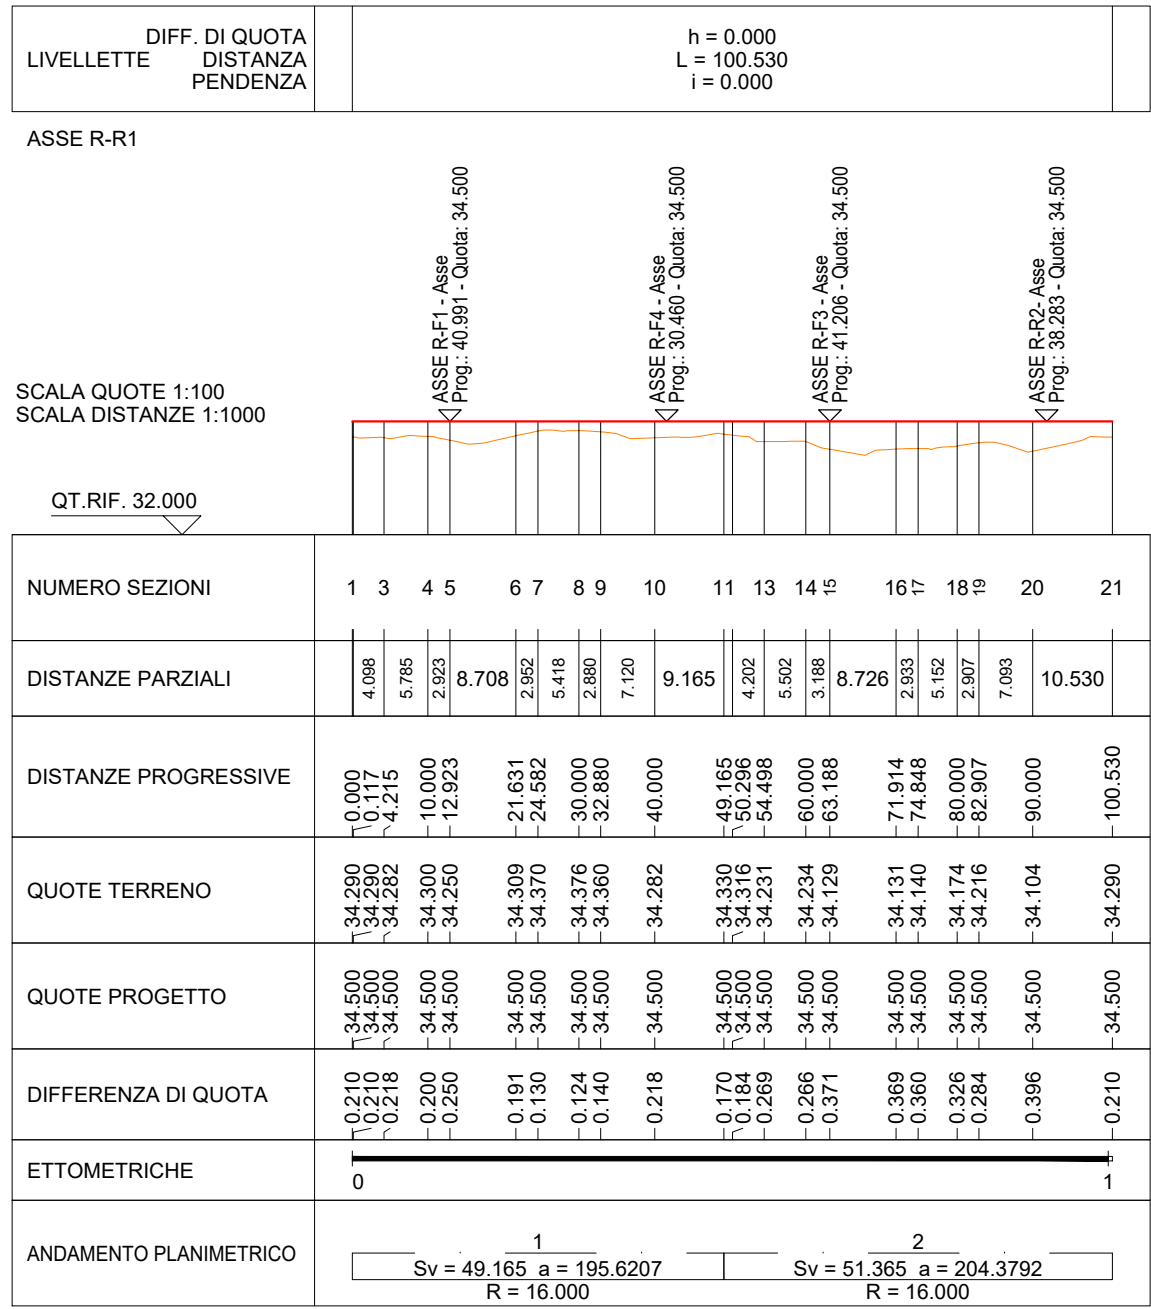 DIFF. DI QUOTA
LIVELLETTE DISTANZA
PENDENZA
h = 0.000
L = 100.530
i = 0.000
ASSE R-R1
ASSE R-F1 - Asse
Prog.: 40.991 - Quota: 34.500
ASSE R-F4 - Asse
Prog.: 30.460 - Quota: 34.500
ASSE R-F3 - Asse
Prog.: 41.206 - Quota: 34.500
ASSE R-R2- Asse
Prog.: 38.283 - Quota: 34.500
SCALA QUOTE 1:100
SCALA DISTANZE 1:1000
QT.RIF. 32.000
NUMERO SEZIONI 1 3 4 5 6 7 8 9 10 11 13 14 15 16 17 18 19 20 21
DISTANZE PARZIALI 4.098 5.785 2.923 8.708 2.952 5.418 2.880 7.120 9.165 4.202 5.502 3.188 8.726 2.933 5.152 2.907 7.093 10.530
DISTANZE PROGRESSIVE 0.000 0.117 4.215 10.000 12.923 21.631 24.582 30.000 32.880 40.000 49.165 50.296 54.498 60.000 63.188 71.914 74.848 80.000 82.907 90.000 100.530
QUOTE TERRENO 34.290 34.290 34.282 34.300 34.250 34.309 34.370 34.376 34.360 34.282 34.330 34.316 34.231 34.234 34.129 34.131 34.140 34.174 34.216 34.104 34.290
QUOTE PROGETTO 34.500 34.500 34.500 34.500 34.500 34.500 34.500 34.500 34.500 34.500 34.500 34.500 34.500 34.500 34.500 34.500 34.500 34.500 34.500 34.500 34.500
DIFFERENZA DI QUOTA 0.210 0.210 0.218 0.200 0.250 0.191 0.130 0.124 0.140 0.218 0.170 0.184 0.269 0.266 0.371 0.369 0.360 0.326 0.284 0.396 0.210
ETTOMETRICHE 0 1
ANDAMENTO PLANIMETRICO
1
Sv = 49.165 a = 195.6207
R = 16.000
2
Sv = 51.365 a = 204.3792
R = 16.000